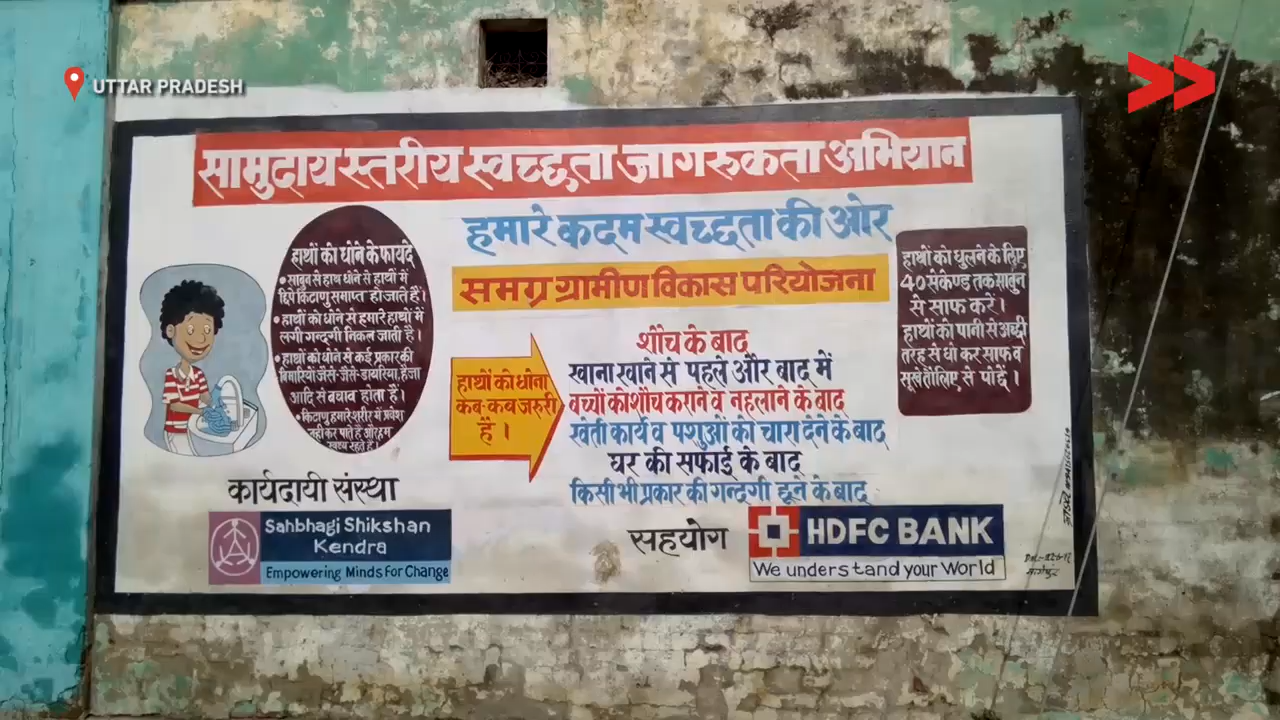 UTTAR PRADESH
सामुदाय स्तरीय स्वच्छता जागरुकता अभियान
हमारे कदम स्वच्छता की ओर
समग्र ग्रामीण विकास परियोजना
हाथों को धोने के फायदे
• साबुन से हाथ धोने से हाथों में
छिपे किटाणु समाप्त हो जाते हैं।
• हाथों को धोने से हमारे हाथों में
लगी गन्दगी निकल जाती है।
• हाथों को धोने से कई प्रकार की
बिमारियों जैसे-जैसे-डायरिया, हैजा
आदि से बचाव होता है।
• किटाणु हमारे शरीर में प्रवेश
नहीं कर पाते हैं और हम
स्वस्थ रहते हैं।
हाथों को धोना
कब-कब जरुरी
है।
शौच के बाद
खाना खाने से पहले और बाद में
बच्चों को शौच कराने व नहलाने के बाद
खेती कार्य व पशुओं को चारा देने के बाद
घर की सफाई के बाद
किसी भी प्रकार की गन्दगी छूने के बाद
हाथों को धुलने के लिए
40 सेकेण्ड तक साबुन
से साफ करें।
हाथों को पानी से अच्छी
तरह से धो कर साफ व
सूखे तौलिए से पोछें।
कार्यदायी संस्था
Sahbhagi Shikshan
Kendra
Empowering Minds For Change
सहयोग
HDFC BANK
We understand your World